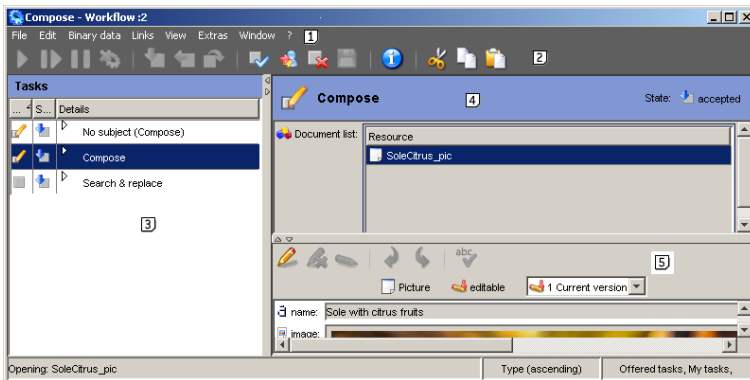 Compose - Workflow :2
File Edit Binary data Links View Extras Window ? 1
2
Tasks
... S... Details
No subject (Compose)
Compose
Search & replace
3
Compose 4 State: accepted
Document list: Resource
SoleCitrus_pic
abc
5
Picture editable 1 Current version
name: Sole with citrus fruits
image:
Opening: SoleCitrus_pic Type (ascending) Offered tasks, My tasks,